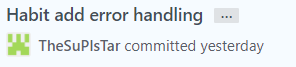 Habit add error handling ...
TheSuPIsTar committed yesterday